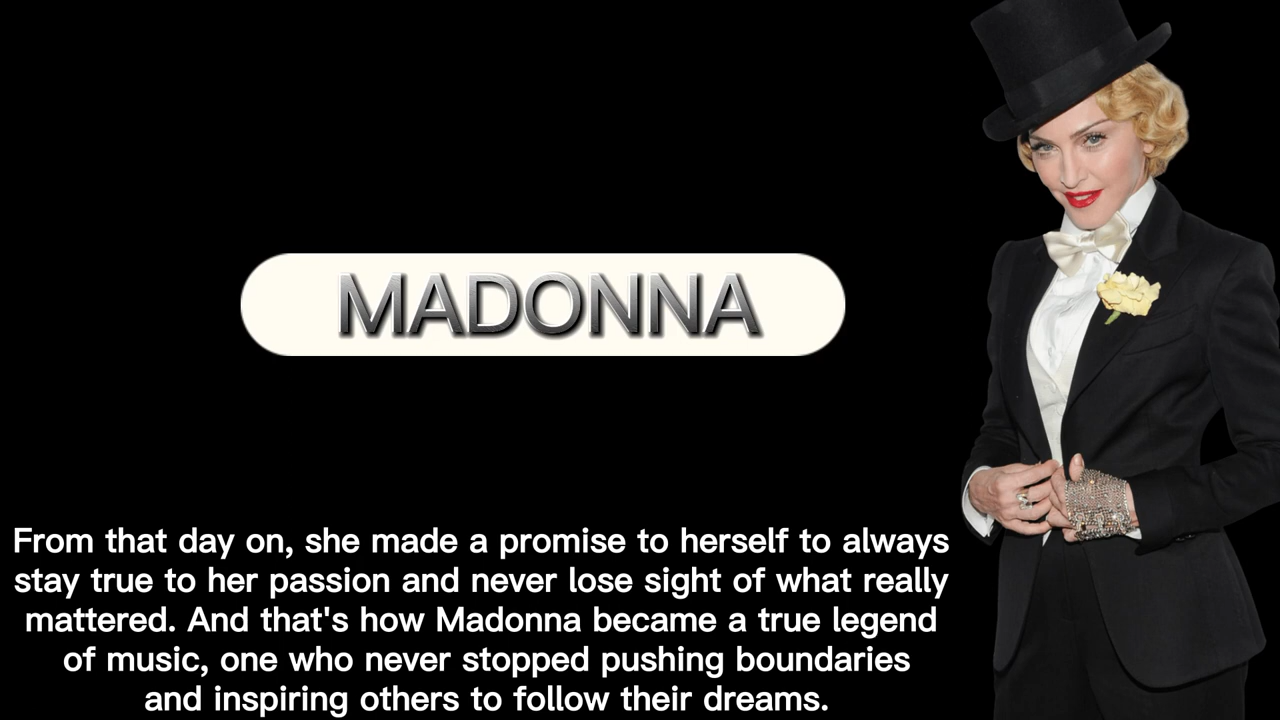 MADONNA
From that day on, she made a promise to herself to always
stay true to her passion and never lose sight of what really
mattered. And that's how Madonna became a true legend
of music, one who never stopped pushing boundaries
and inspiring others to follow their dreams.